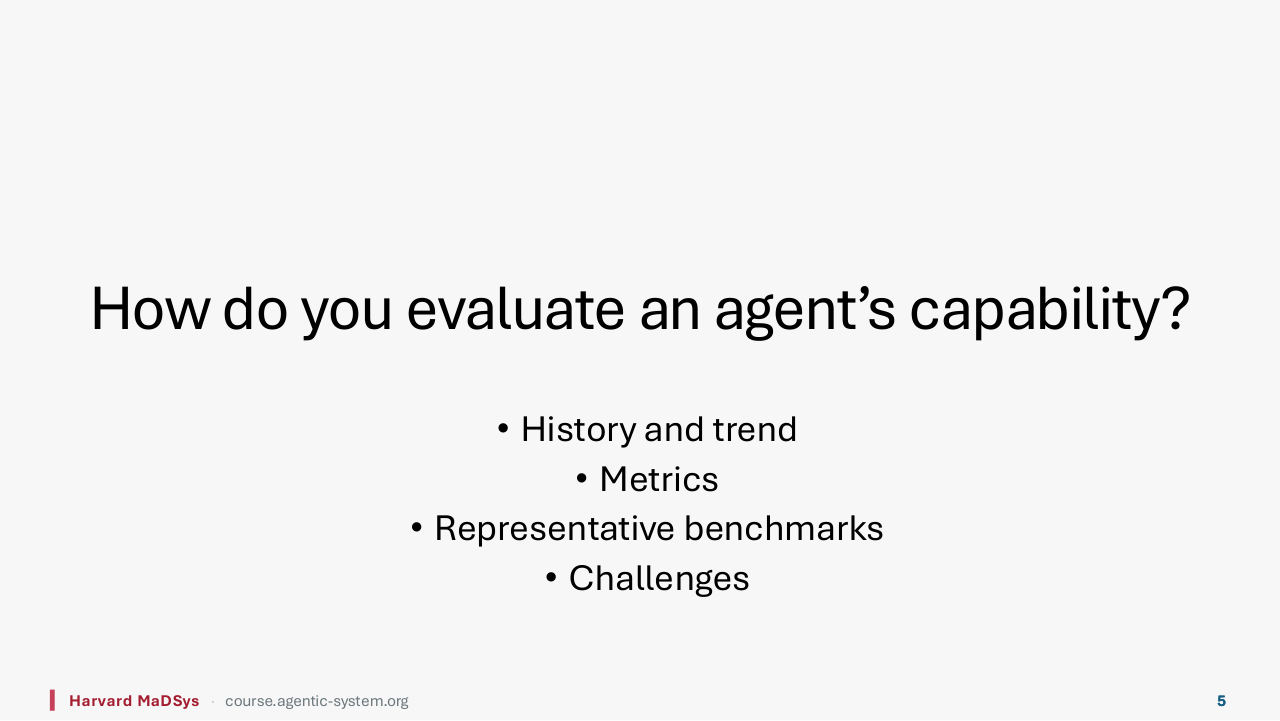 How do you evaluate an agent’s capability?
• History and trend
• Metrics
• Representative benchmarks
• Challenges
Harvard MaDSys · course.agentic-system.org
5